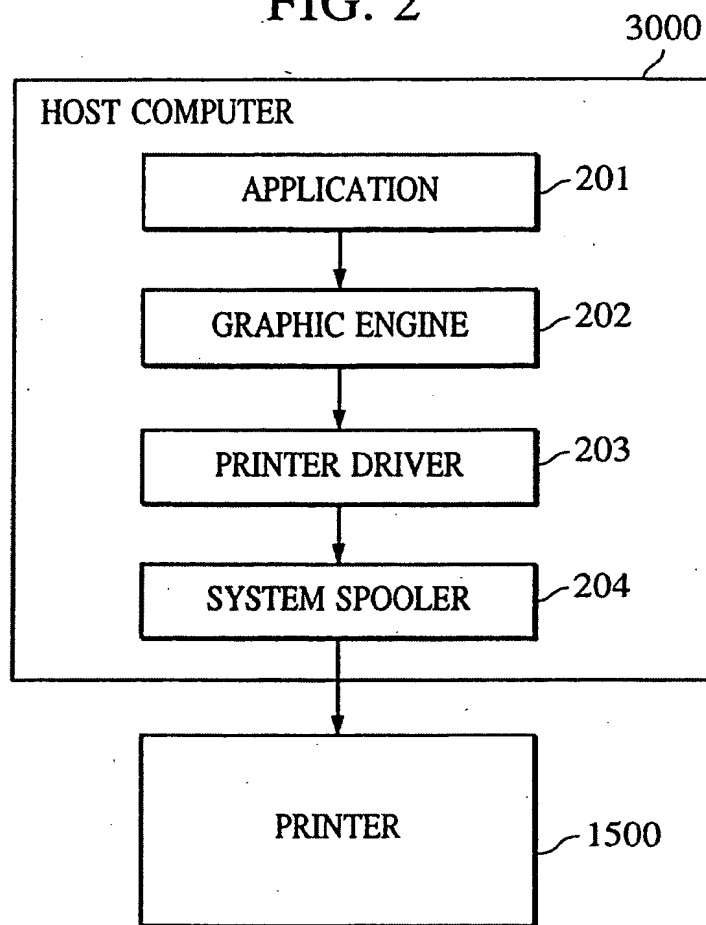 FIG. 2
3000
HOST COMPUTER
APPLICATION
201
GRAPHIC ENGINE
202
PRINTER DRIVER
203
SYSTEM SPOOLER
204
PRINTER
1500